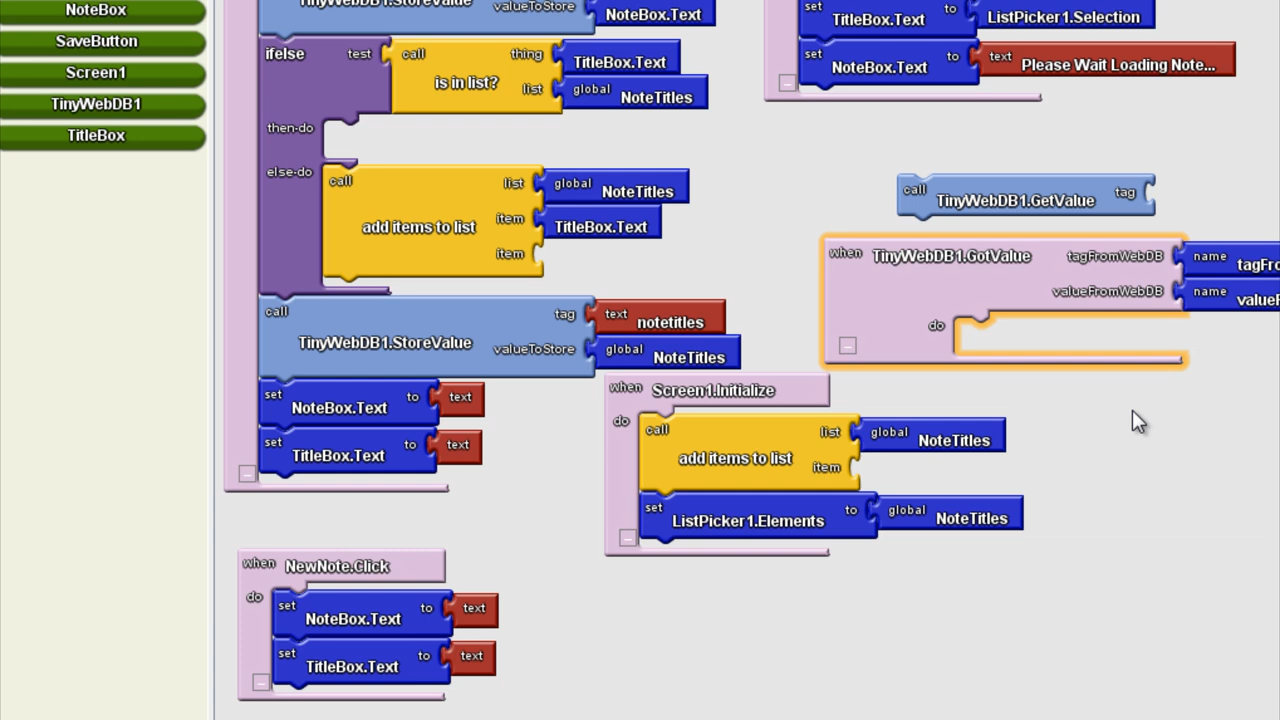 NoteBox
SaveButton
Screen1
TinyWebDB1
TitleBox
TinyWebDB1.StoreValue valueToStore NoteBox.Text
ifelse test call is in list? thing TitleBox.Text
list global NoteTitles
then-do
else-do call add items to list list global NoteTitles
item TitleBox.Text
item
call TinyWebDB1.StoreValue tag text notetitles
valueToStore global NoteTitles
set NoteBox.Text to text
set TitleBox.Text to text
when NewNote.Click
do set NoteBox.Text to text
set TitleBox.Text to text
when Screen1.Initialize
do call add items to list list global NoteTitles
item
set ListPicker1.Elements to global NoteTitles
set TitleBox.Text to ListPicker1.Selection
set NoteBox.Text to text Please Wait Loading Note...
call TinyWebDB1.GetValue tag
when TinyWebDB1.GotValue tagFromWebDB name tagFro
valueFromWebDB name valueF
do